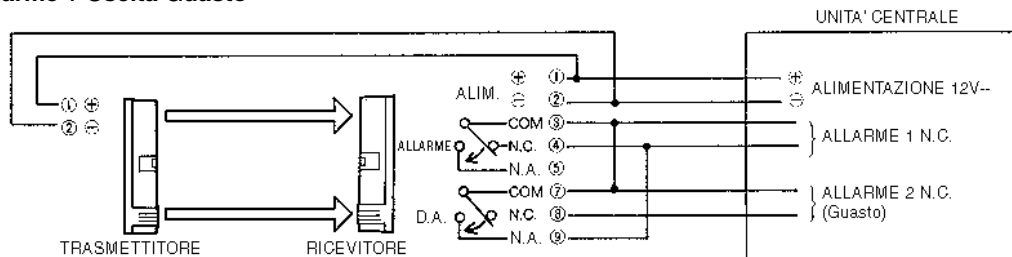 UNITA' CENTRALE
① ⊕
② ⊖
TRASMETTITORE
RICEVITORE
ALIM.
⊕ ①
⊖ ②
ALLARME
COM ③
N.C. ④
N.A. ⑤
D.A.
COM ⑦
N.C. ⑧
N.A. ⑨
⊕
⊖
ALIMENTAZIONE 12V--
ALLARME 1 N.C.
ALLARME 2 N.C.
(Guasto)